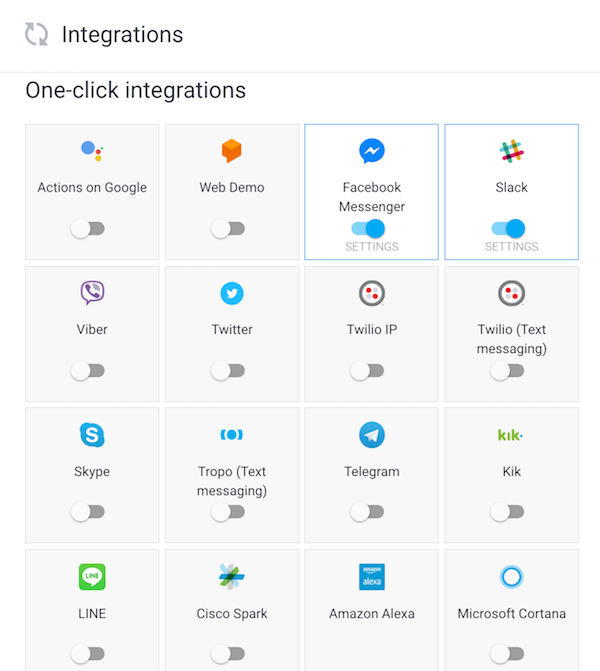 Integrations
One-click integrations
Actions on Google
Web Demo
Facebook
Messenger
SETTINGS
Slack
SETTINGS
Viber
Twitter
Twilio IP
Twilio (Text
messaging)
Skype
Tropo (Text
messaging)
Telegram
kik
Kik
LINE
LINE
Cisco Spark
amazon
alexa
Amazon Alexa
Microsoft Cortana